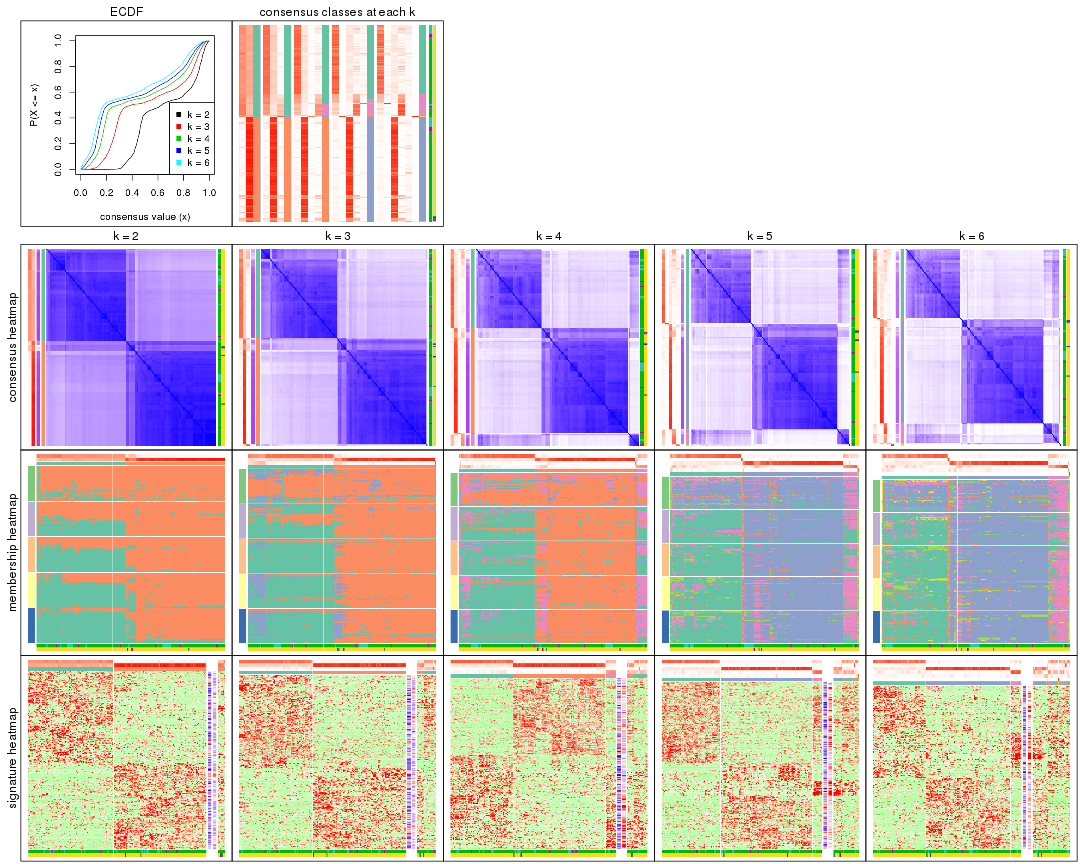 ECDF
consensus classes at each k
P(X <= x)
0.0 0.2 0.4 0.6 0.8 1.0
k = 2
k = 3
k = 4
k = 5
k = 6
0.0 0.2 0.4 0.6 0.8 1.0
consensus value (x)
k = 2 k = 3 k = 4 k = 5 k = 6
consensus heatmap
membership heatmap
signature heatmap